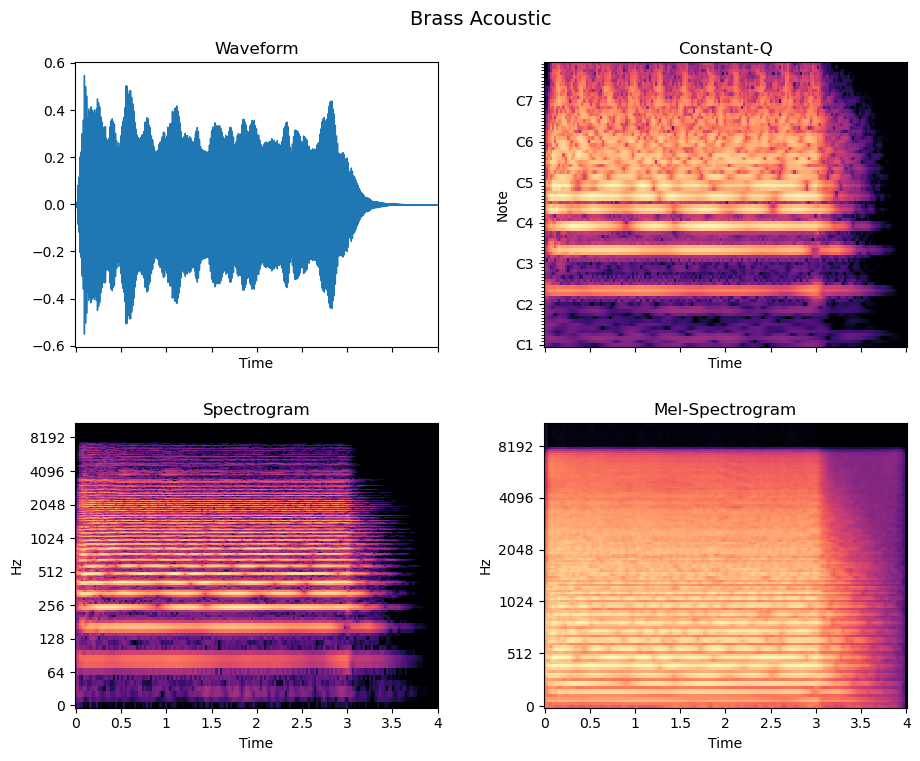 Brass Acoustic
Waveform
0.6
0.4
0.2
0.0
−0.2
−0.4
−0.6
Time
Constant-Q
Note
C7
C6
C5
C4
C3
C2
C1
Time
Spectrogram
Hz
8192
4096
2048
1024
512
256
128
64
0
0 0.5 1 1.5 2 2.5 3 3.5 4
Time
Mel-Spectrogram
Hz
8192
4096
2048
1024
512
0
0 0.5 1 1.5 2 2.5 3 3.5 4
Time